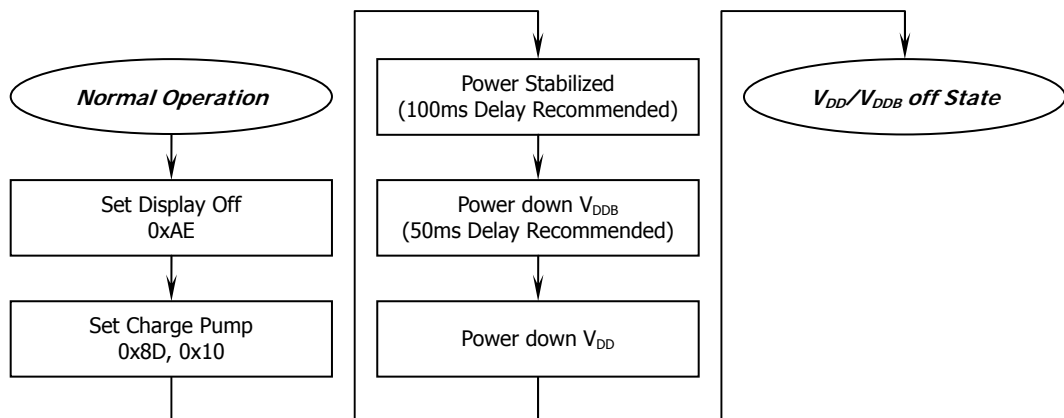 Normal Operation
Set Display Off
0xAE
Set Charge Pump
0x8D, 0x10
Power Stabilized
(100ms Delay Recommended)
Power down VDDB
(50ms Delay Recommended)
Power down VDD
VDD/VDDB off State